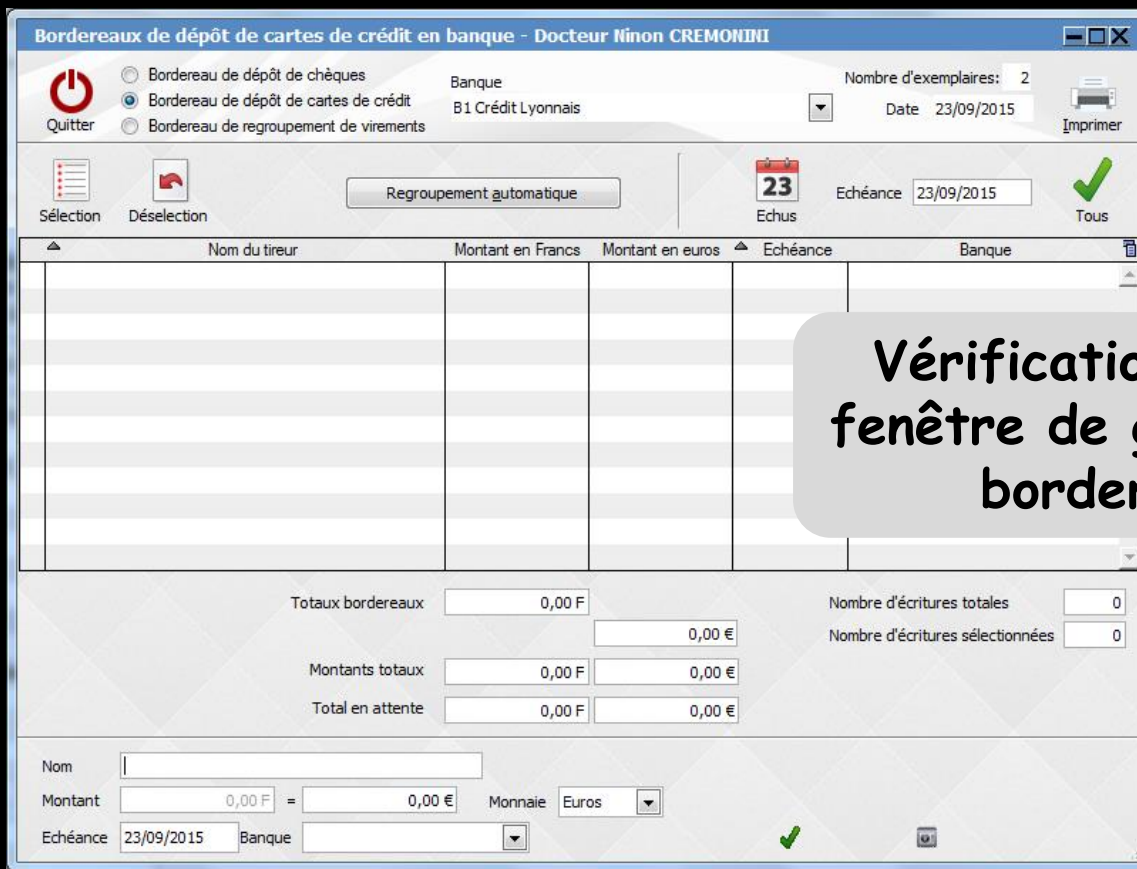 Bordereaux de dépôt de cartes de crédit en banque - Docteur Ninon CREMONINI
Quitter
Bordereau de dépôt de chèques
Bordereau de dépôt de cartes de crédit
Bordereau de regroupement de virements
Banque
B1 Crédit Lyonnais
Nombre d'exemplaires: 2
Date 23/09/2015
Imprimer
Sélection
Déselection
Regroupement automatique
23
Echus
Echéance 23/09/2015
Tous
Nom du tireur Montant en Francs Montant en euros Echéance Banque
Vérificatio
fenêtre de
border
Totaux bordereaux 0,00 F
0,00 €
Montants totaux 0,00 F 0,00 €
Total en attente 0,00 F 0,00 €
Nombre d'écritures totales 0
Nombre d'écritures sélectionnées 0
Nom
Montant 0,00 F = 0,00 € Monnaie Euros
Echéance 23/09/2015 Banque